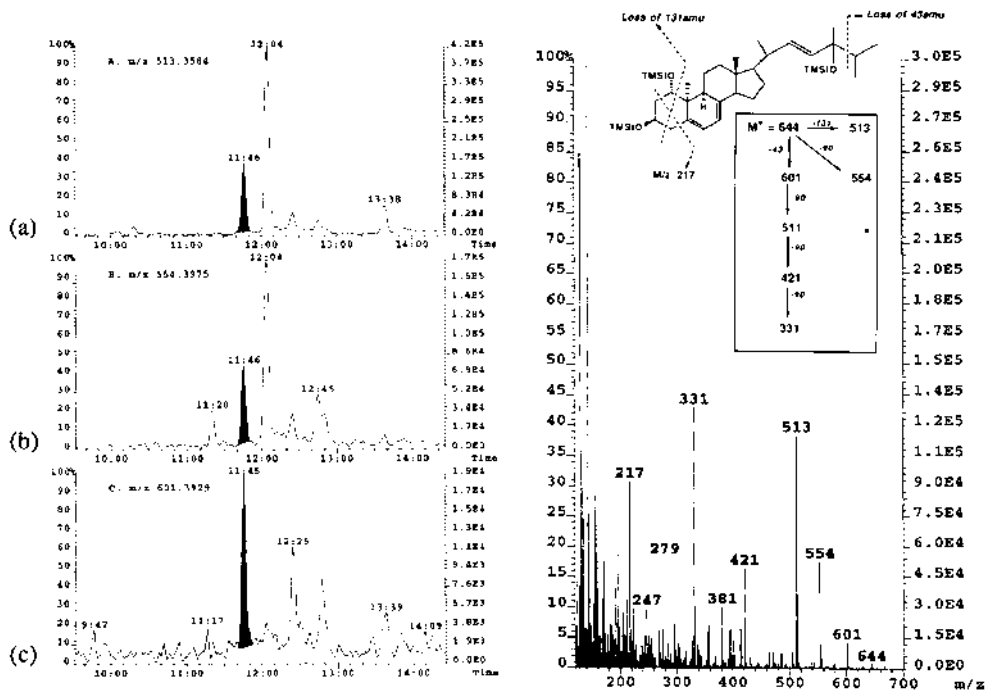 (a)
A. m/z 513.3584
12:04
11:46
13:38
100%
90
80
70
60
50
40
30
20
10
0
4.2E5
3.7E5
2.9E5
2.5E5
2.1E5
1.7E5
1.2E5
8.3E4
4.2E4
0.0E0
10:00 11:00 12:00 13:00 14:00 Time
(b)
B. m/z 554.3975
12:04
11:46
11:20
12:45
100%
90
80
70
60
50
40
30
20
10
0
1.7E5
1.2E5
1.0E5
8.6E4
6.9E4
5.2E4
3.4E4
1.7E4
0.0E0
10:00 11:00 12:00 13:00 14:00 Time
(c)
C. m/z 601.3929
11:45
12:25
9:47
11:17
13:39
14:09
100%
90
80
70
60
50
40
30
20
10
0
1.9E4
1.7E4
1.5E4
1.3E4
1.1E4
9.4E3
7.6E3
5.7E3
3.8E3
1.9E3
0.0E0
10:00 11:00 12:00 13:00 14:00 Time
Loss of 131amu
Loss of 43amu
TMSIO
TMSIO
TMSIO
H
M/z 217
M+ = 644 -131 513
-43 -90
601 554
-90
511
-90
421
-90
331
100%
95
90
85
80
75
70
65
60
55
50
45
40
35
30
25
20
15
10
5
0
3.0E5
2.9E5
2.7E5
2.6E5
2.4E5
2.3E5
2.1E5
2.0E5
1.8E5
1.7E5
1.5E5
1.4E5
1.2E5
1.1E5
9.0E4
7.5E4
6.0E4
4.5E4
3.0E4
1.5E4
0.0E0
217
247
279
331
381
421
513
554
601
644
200 300 400 500 600 700
m/z